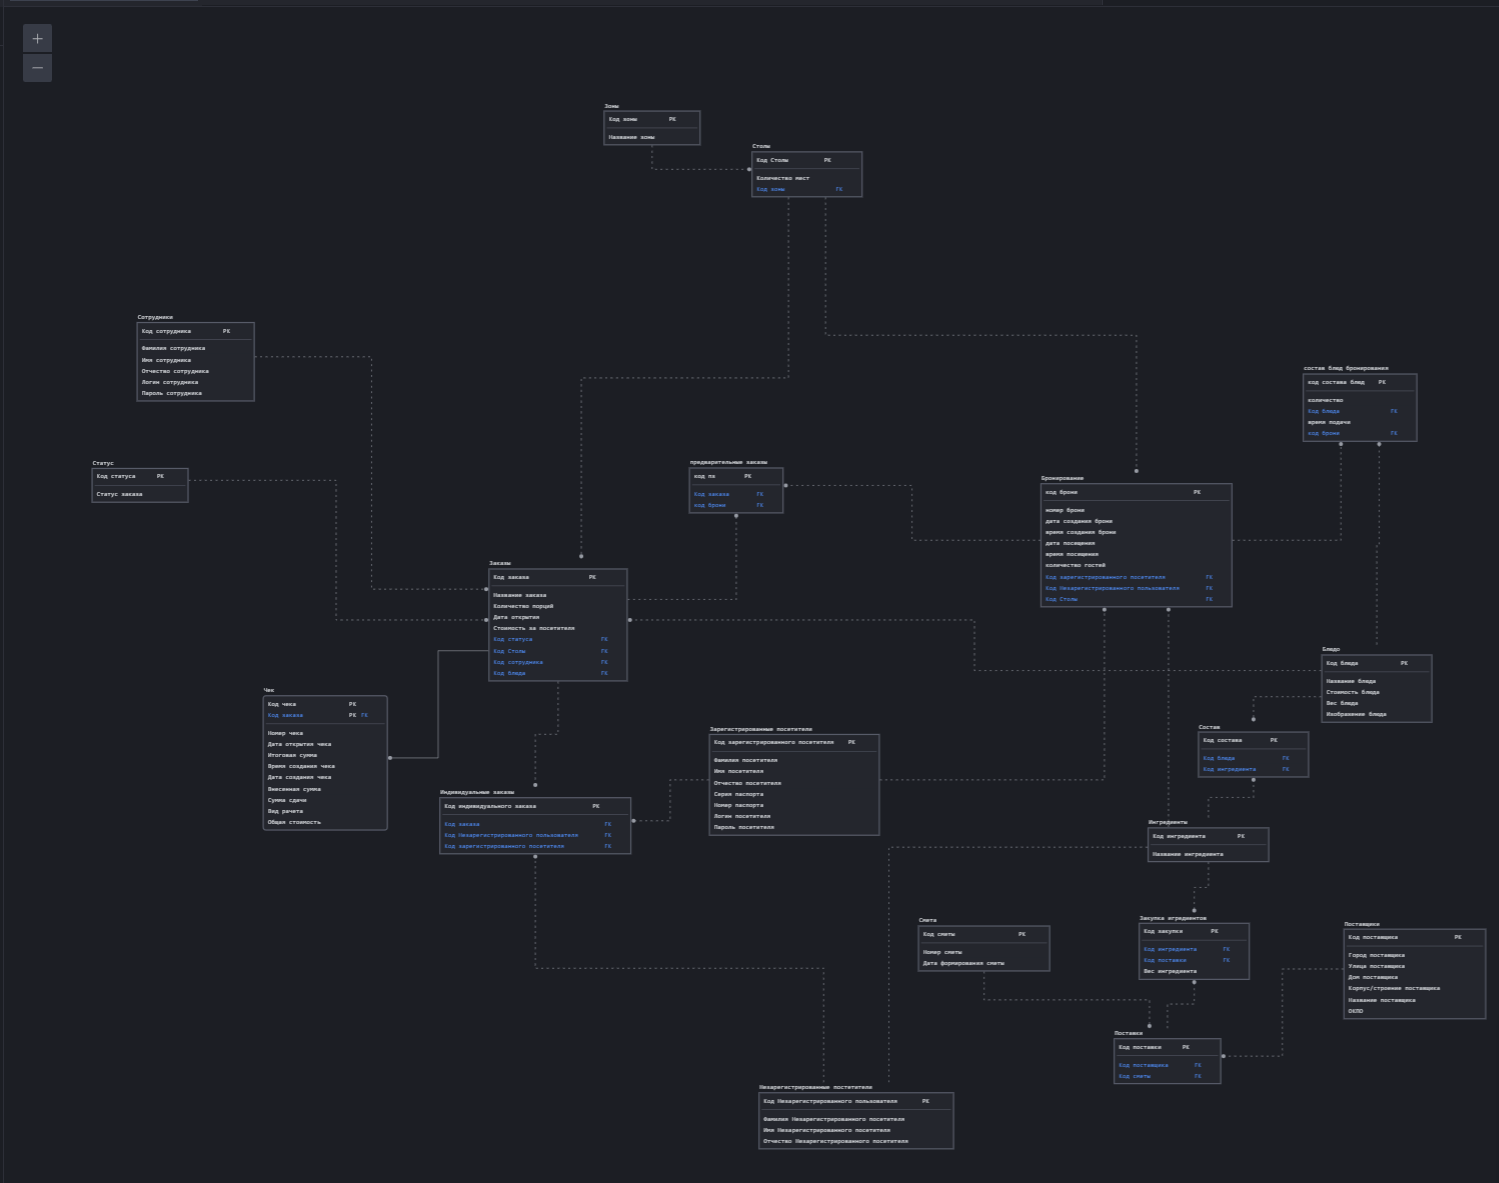 Зоны
Код зоны PK
Название зоны
Столы
Код Столы PK
Количество мест
Код зоны FK
Сотрудники
Код сотрудника PK
Фамилия сотрудника
Имя сотрудника
Отчество сотрудника
Логин сотрудника
Пароль сотрудника
состав блюд бронирования
код состава блюд PK
количество
Код блюда FK
время подачи
код брони FK
Статус
Код статуса PK
Статус заказа
предварительные заказы
код пз PK
Код заказа FK
код брони FK
Бронирование
код брони PK
номер брони
дата создания брони
время создания брони
дата посещения
время посещения
количество гостей
Код зарегистрированного посетителя FK
Код Незарегистрированного пользователя FK
Код Столы FK
Заказы
Код заказа PK
Название заказа
Количество порций
Дата открытия
Стоимость за посетителя
Код статуса FK
Код Столы FK
Код сотрудника FK
Код блюда FK
Блюдо
Код блюда PK
Название блюда
Стоимость блюда
Вес блюда
Изображение блюда
Чек
Код чека PK
Код заказа PK FK
Номер чека
Дата открытия чека
Итоговая сумма
Время создания чека
Дата создания чека
Внесенная сумма
Сумма сдачи
Вид рачета
Общая стоимость
Зарегистрированные посетители
Код зарегистрированного посетителя PK
Фамилия посетителя
Имя посетителя
Отчество посетителя
Серия паспорта
Номер паспорта
Логин посетителя
Пароль посетителя
Состав
Код состава PK
Код блюда FK
Код ингредиента FK
Индивидуальные заказы
Код индивидуального заказа PK
Код заказа FK
Код Незарегистрированного пользователя FK
Код зарегистрированного посетителя FK
Ингредиенты
Код ингредиента PK
Название ингредиента
Смета
Код сметы PK
Номер сметы
Дата формирования сметы
Закупка игредиентов
Код закупки PK
Код ингредиента FK
Код поставки FK
Вес ингредиента
Поставщики
Код поставщика PK
Город поставщика
Улица поставщика
Дом поставщика
Корпус/строение поставщика
Название поставщика
ОКПО
Поставки
Код поставки PK
Код поставщика FK
Код сметы FK
Незарегистрированные постетители
Код Незарегистрированного пользователя PK
Фамилия Незарегистрированного посетителя
Имя Незарегистрированного посетителя
Отчество Незарегистрированного посетителя